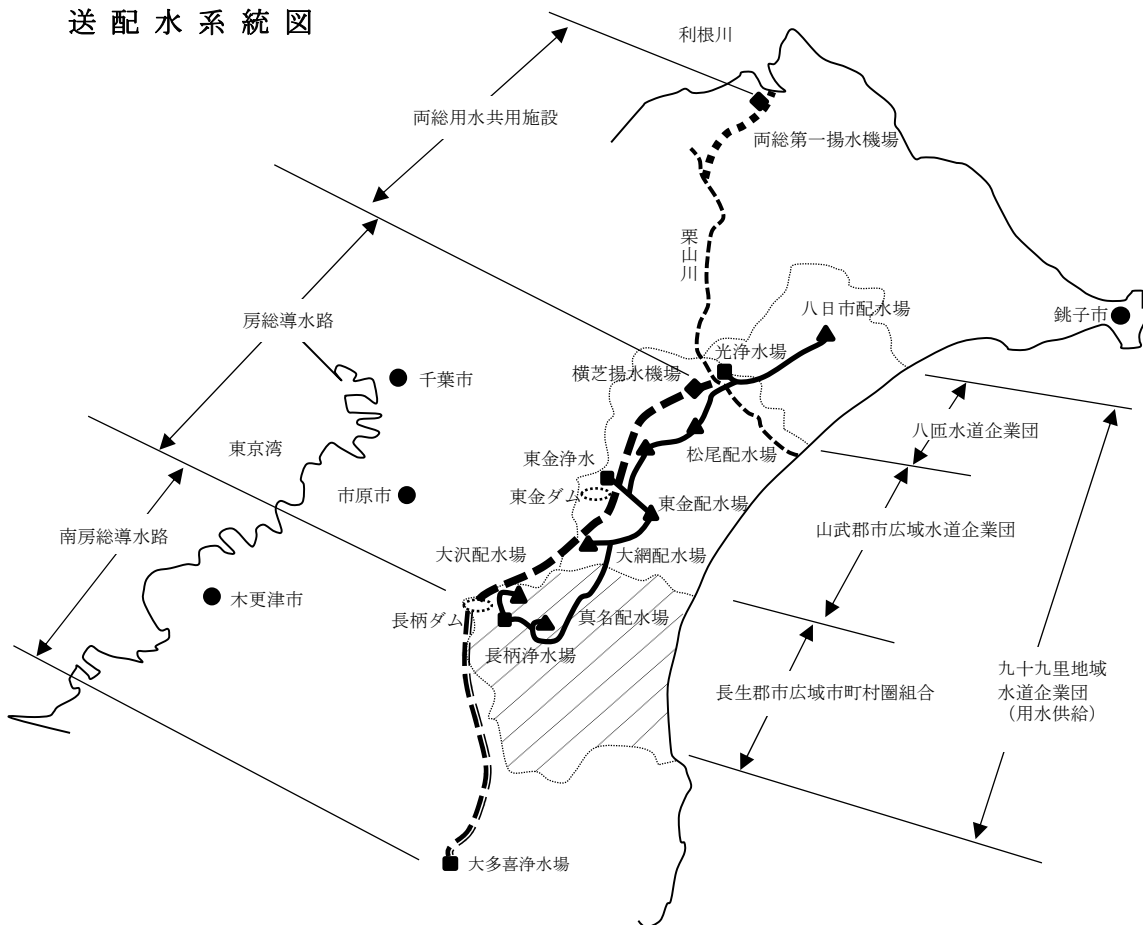 送配水系統図
利根川
両総用水共用施設
両総第一揚水機場
栗山川
八日市配水場
銚子市
房総導水路
光浄水場
千葉市
横芝揚水機場
八匝水道企業団
東京湾
東金浄水
松尾配水場
市原市
東金ダム
東金配水場
山武郡市広域水道企業団
南房総導水路
大沢配水場
大網配水場
木更津市
長柄ダム
真名配水場
長柄浄水場
長生郡市広域市町村圏組合
九十九里地域
水道企業団
（用水供給）
大多喜浄水場